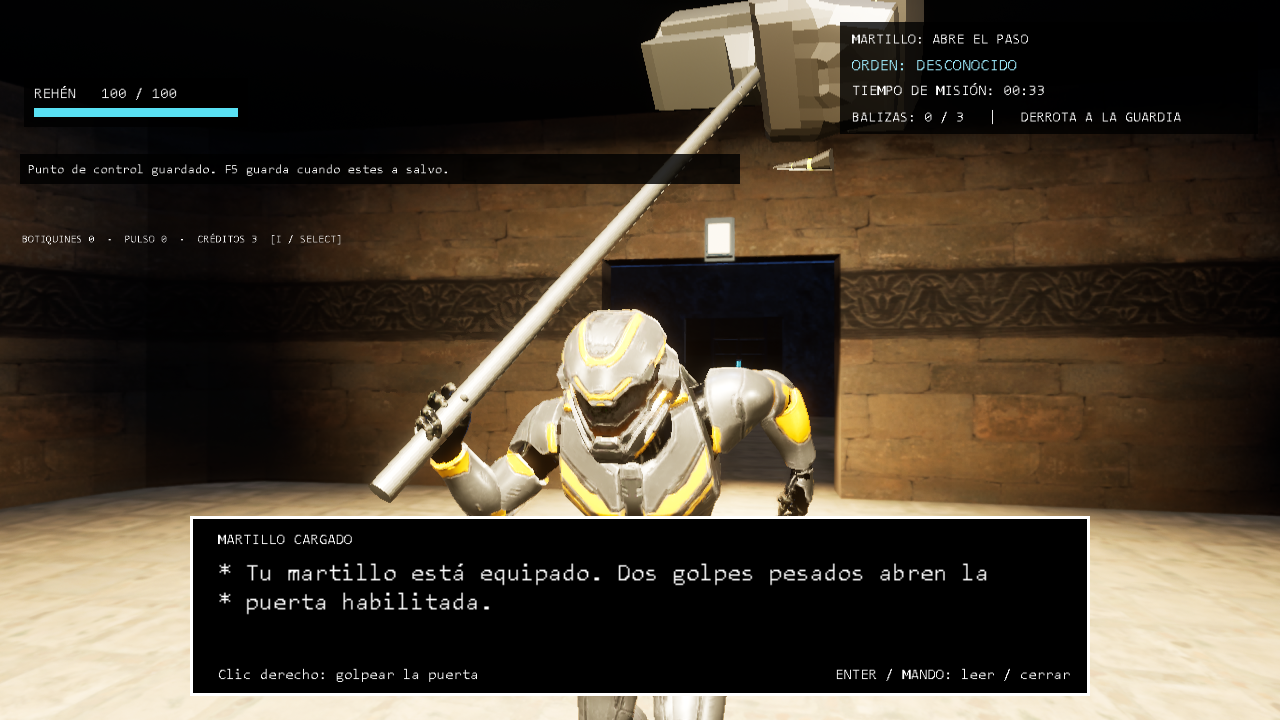 MARTILLO: ABRE EL PASO
ORDEN: DESCONOCIDO
TIEMPO DE MISIÓN: 00:33
BALIZAS: 0 / 3 | DERROTA A LA GUARDIA
REHÉN 100 / 100
Punto de control guardado. F5 guarda cuando estes a salvo.
BOTIQUINES 0 · PULSO 0 · CRÉDITOS 3 [I / SELECT]
MARTILLO CARGADO
* Tu martillo está equipado. Dos golpes pesados abren la
* puerta habilitada.
Clic derecho: golpear la puerta
ENTER / MANDO: leer / cerrar